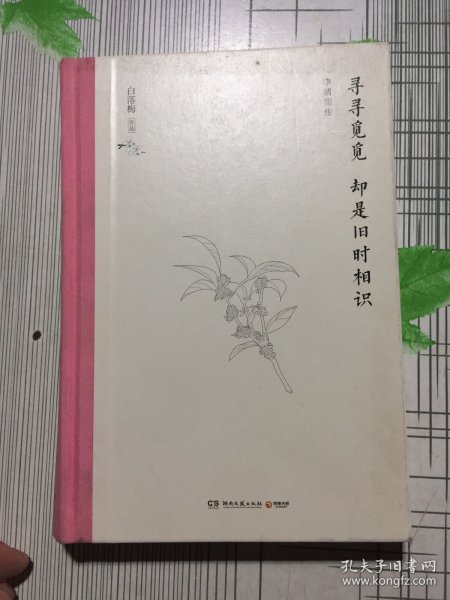 寻寻觅觅 却是旧时相识
李清照传
白落梅
湖南文艺出版社
孔夫子旧书网
www.kongfz.com